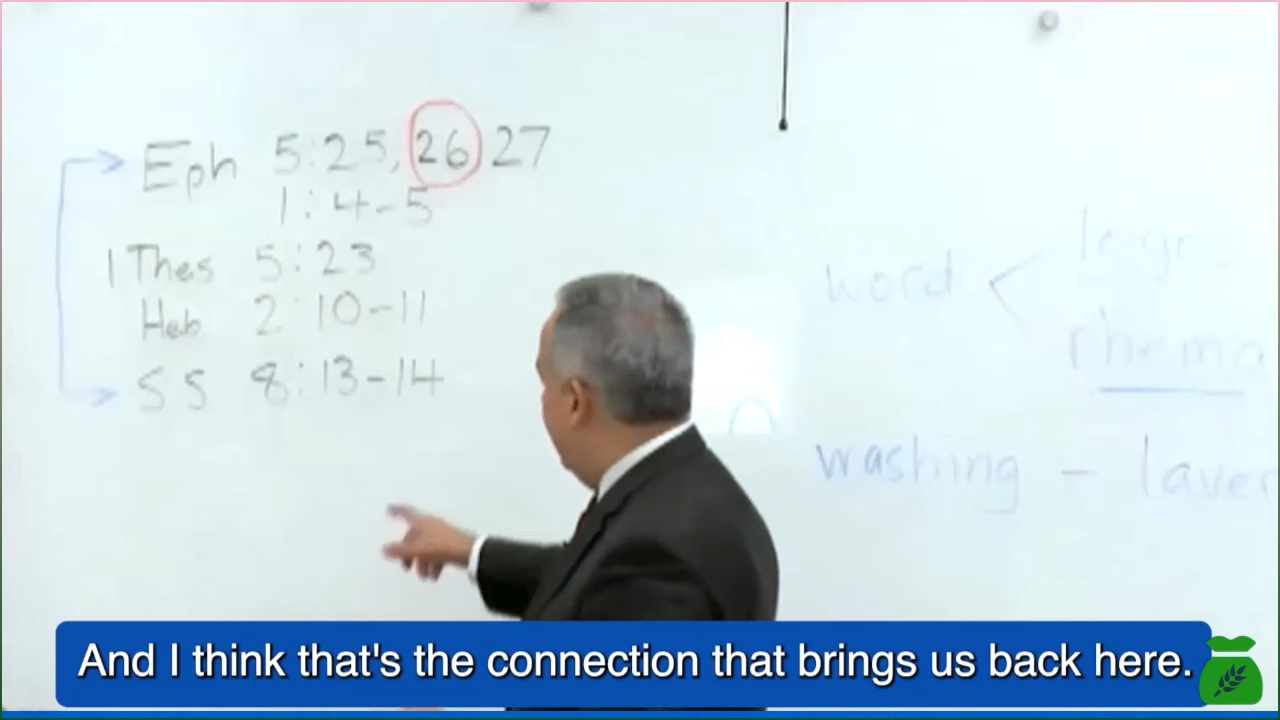 Eph 5:25, 26 27
1:4-5
1 Thes 5:23
Heb 2:10-11
SS 8:13-14
word <
rhema
washing - laver
And I think that's the connection that brings us back here.